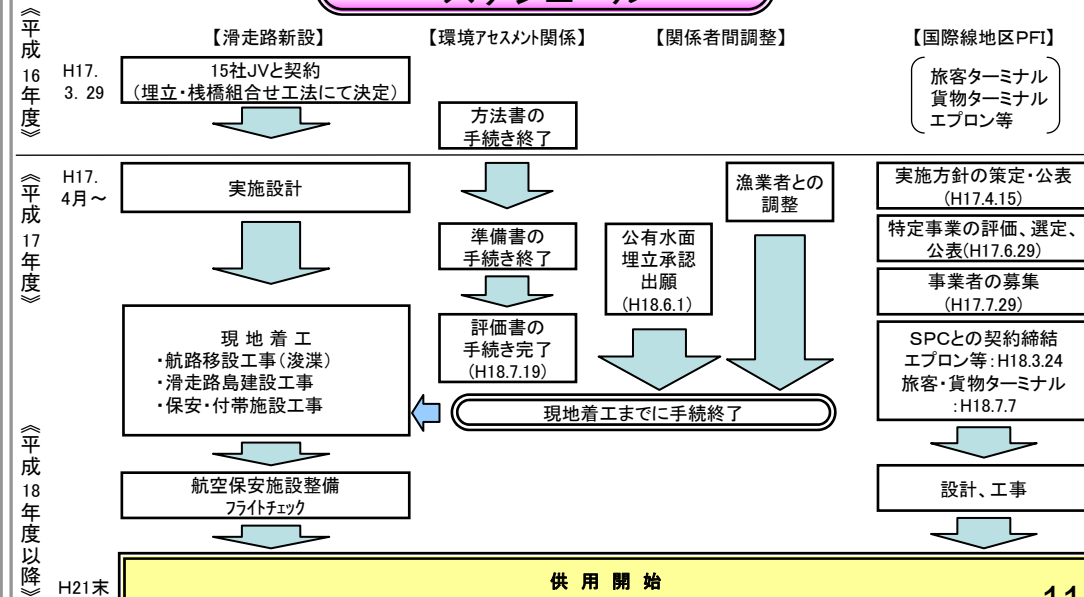 スケジュール
《平成16年度》
【滑走路新設】
【環境アセスメント関係】
【関係者間調整】
【国際線地区PFI】
H17.
3. 29
15社JVと契約
(埋立・桟橋組合せ工法にて決定)
方法書の
手続き終了
旅客ターミナル
貨物ターミナル
エプロン等
《平成17年度》
H17.
4月～
実施設計
準備書の
手続き終了
評価書の
手続き完了
(H18.7.19)
公有水面
埋立承認
出願
(H18.6.1)
漁業者との
調整
実施方針の策定・公表
(H17.4.15)
特定事業の評価、選定、
公表(H17.6.29)
事業者の募集
(H17.7.29)
SPCとの契約締結
エプロン等:H18.3.24
旅客・貨物ターミナル
:H18.7.7
現 地 着 工
・航路移設工事(浚渫)
・滑走路島建設工事
・保安・付帯施設工事
現地着工までに手続終了
《平成18年度以降》
航空保安施設整備
フライトチェック
設計、工事
H21末
供 用 開 始
11